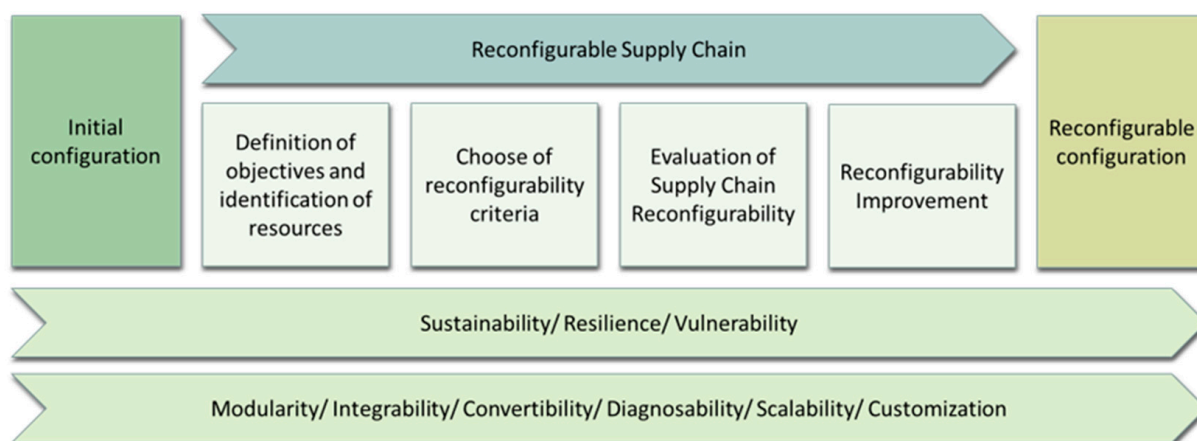 Reconfigurable Supply Chain
Initial
configuration
Definition of
objectives and
identification of
resources
Choose of
reconfigurability
criteria
Evaluation of
Supply Chain
Reconfigurability
Reconfigurability
Improvement
Reconfigurable
configuration
Sustainability/ Resilience/ Vulnerability
Modularity/ Integrability/ Convertibility/ Diagnosability/ Scalability/ Customization